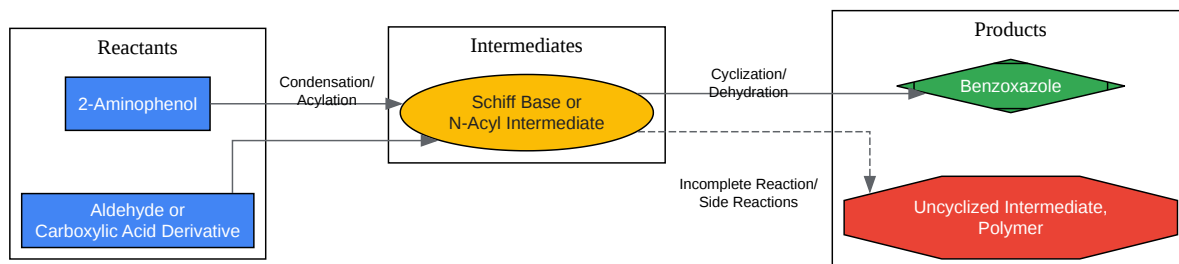 Reactants
2-Aminophenol
Aldehyde or
Carboxylic Acid Derivative
Condensation/
Acylation
Intermediates
Schiff Base or
N-Acyl Intermediate
Cyclization/
Dehydration
Incomplete Reaction/
Side Reactions
Products
Benzoxazole
Uncyclized Intermediate,
Polymer